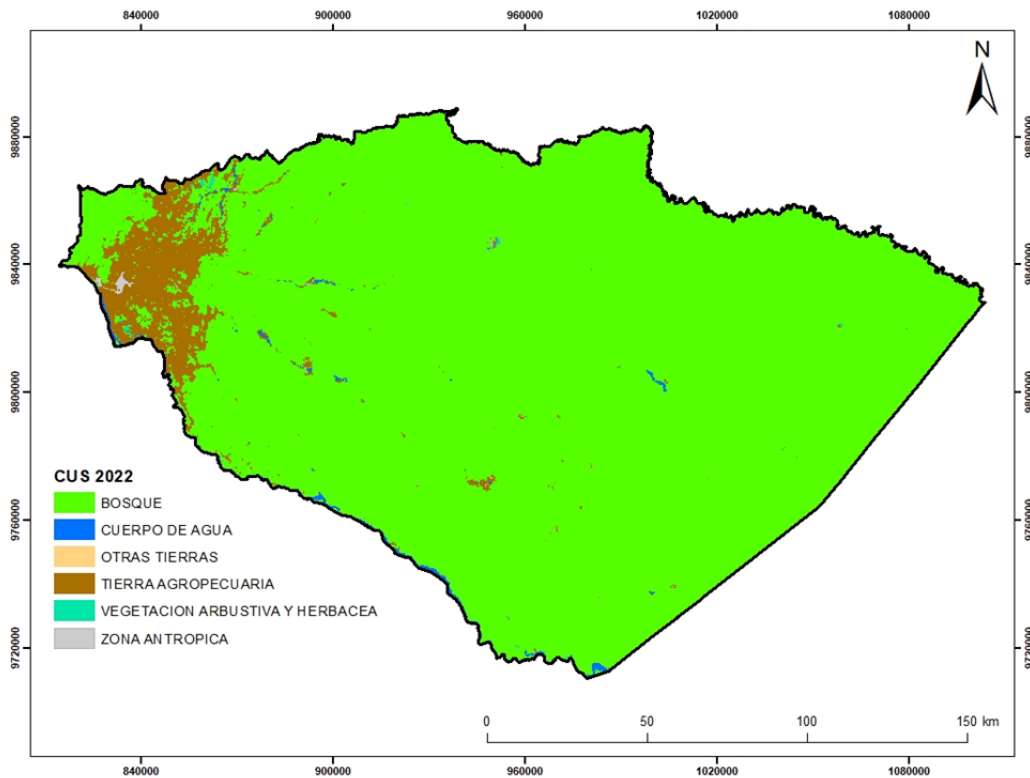 840000 900000 960000 1020000 1080000
N
9880000 9880000
9840000 9840000
9800000 9800000
CUS 2022
BOSQUE
CUERPO DE AGUA
OTRAS TIERRAS
TIERRA AGROPECUARIA
VEGETACION ARBUSTIVA Y HERBACEA
ZONA ANTROPICA
9760000 9760000
9720000 9720000
0 50 100 150 km
840000 900000 960000 1020000 1080000